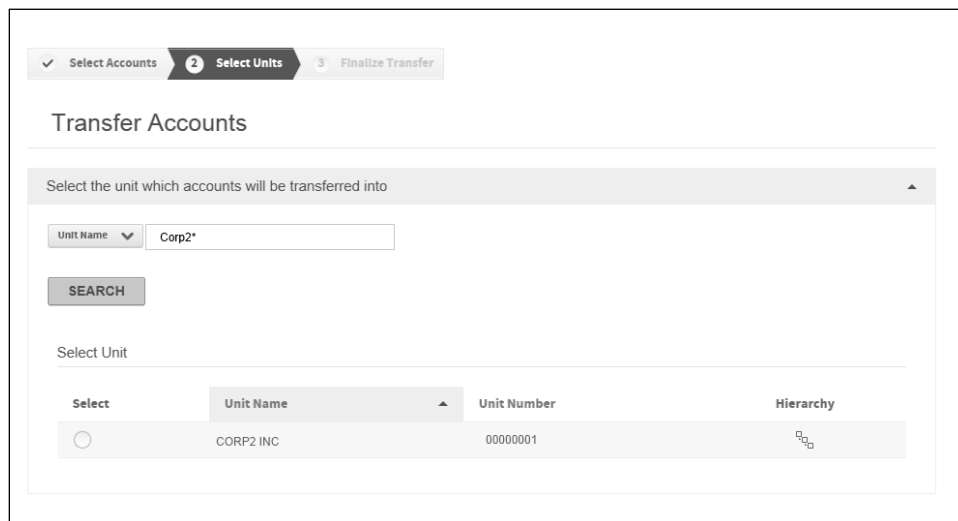 Select Accounts 2 Select Units 3 Finalize Transfer
Transfer Accounts
Select the unit which accounts will be transferred into
Unit Name Corp2*
SEARCH
Select Unit
Select Unit Name Unit Number Hierarchy
CORP2 INC 00000001